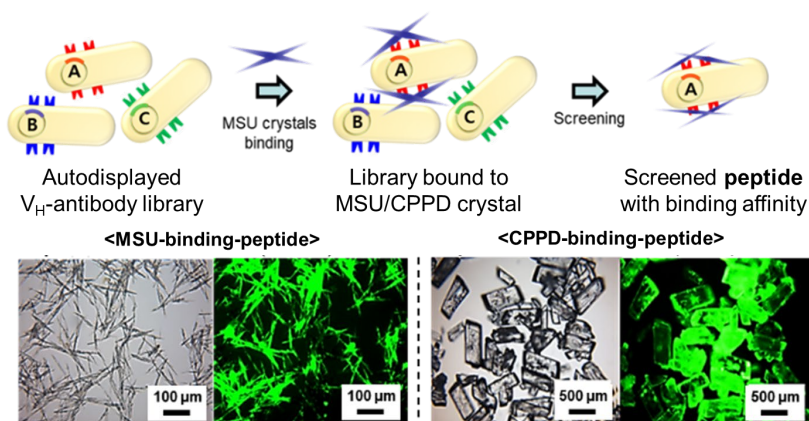 A
B
C
MSU crystals
binding
A
B
C
Screening
A
Autodisplayed
V_H-antibody library
Library bound to
MSU/CPPD crystal
Screened peptide
with binding affinity
<MSU-binding-peptide>
<CPPD-binding-peptide>
100 µm
100 µm
500 µm
500 µm